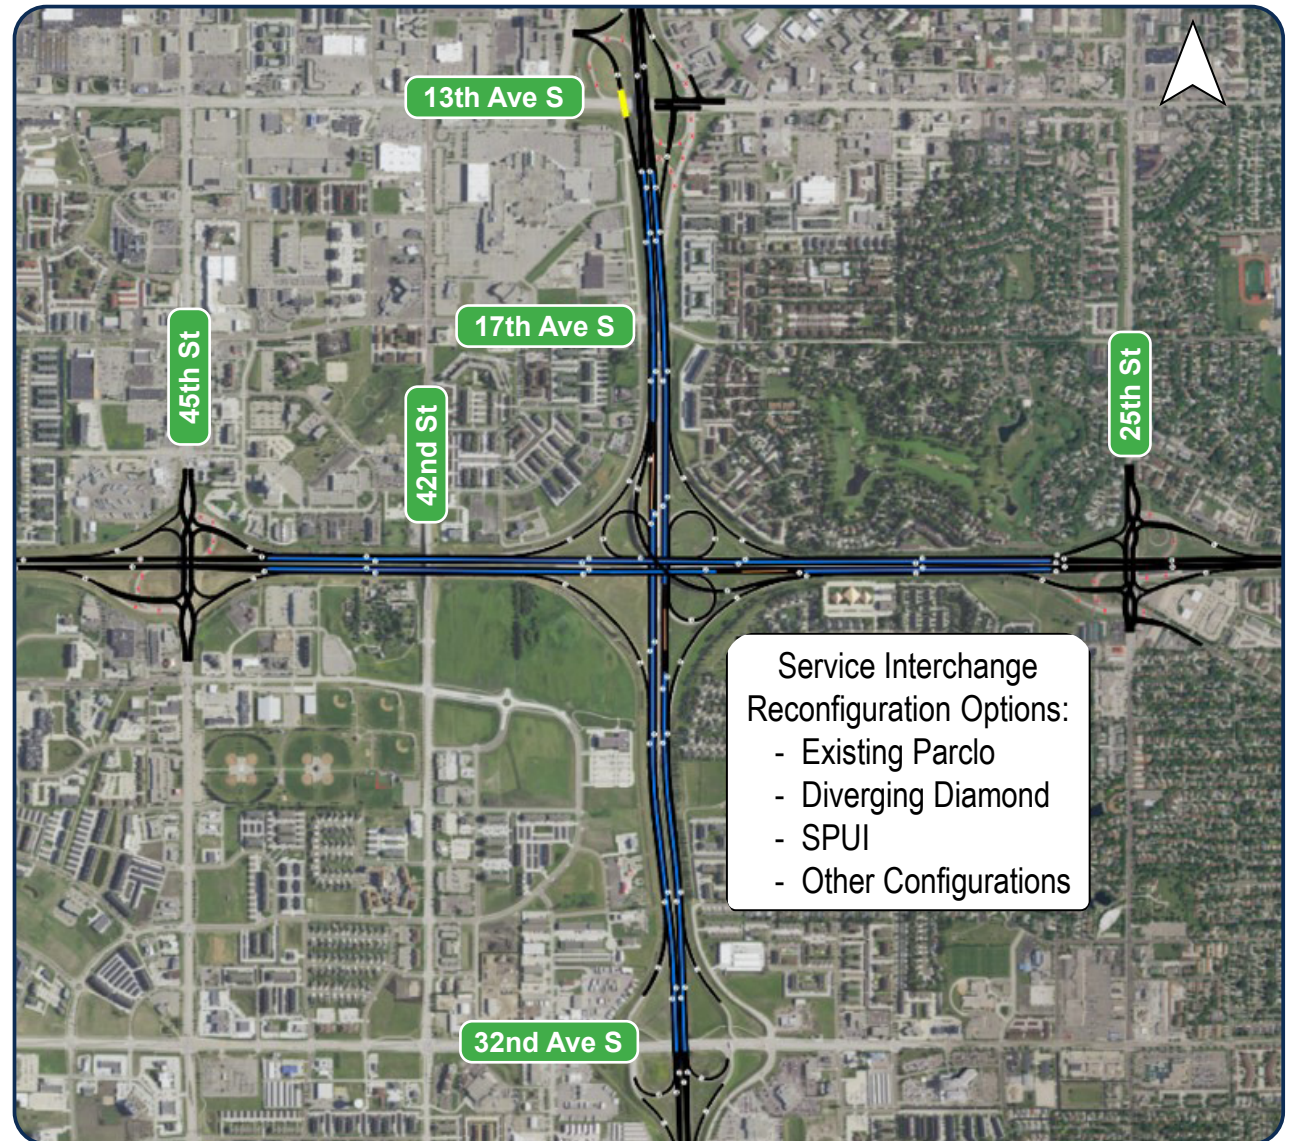 13th Ave S
17th Ave S
45th St
42nd St
25th St
Service Interchange
Reconfiguration Options:
- Existing Parclo
- Diverging Diamond
- SPUI
- Other Configurations
32nd Ave S